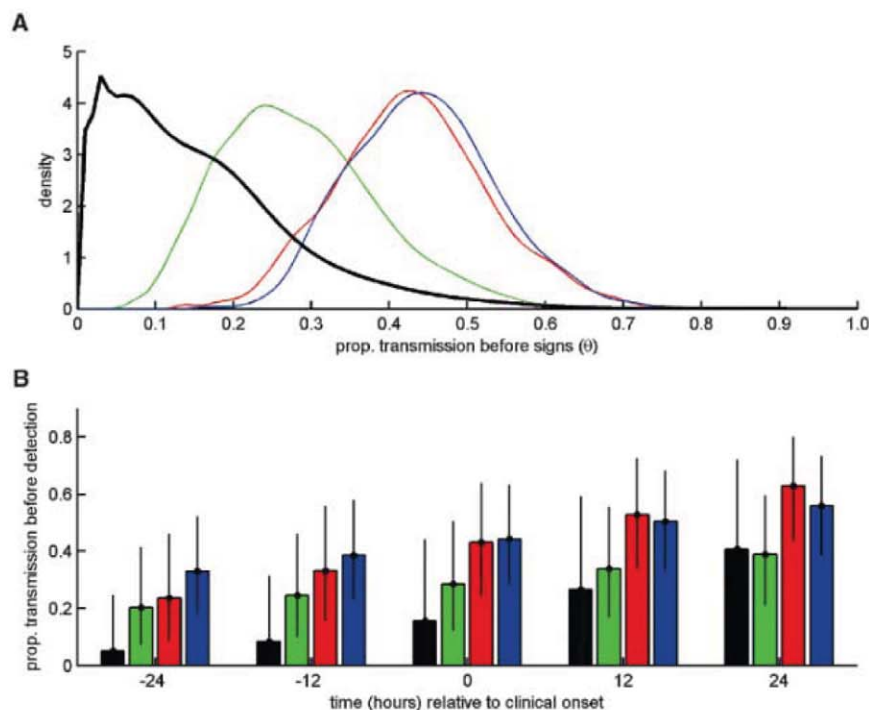 A
5
4
3
2
1
0
density
0 0.1 0.2 0.3 0.4 0.5 0.6 0.7 0.8 0.9 1.0
prop. transmission before signs (θ)
B
0.8
0.6
0.4
0.2
0
prop. transmission before detection
-24 -12 0 12 24
time (hours) relative to clinical onset